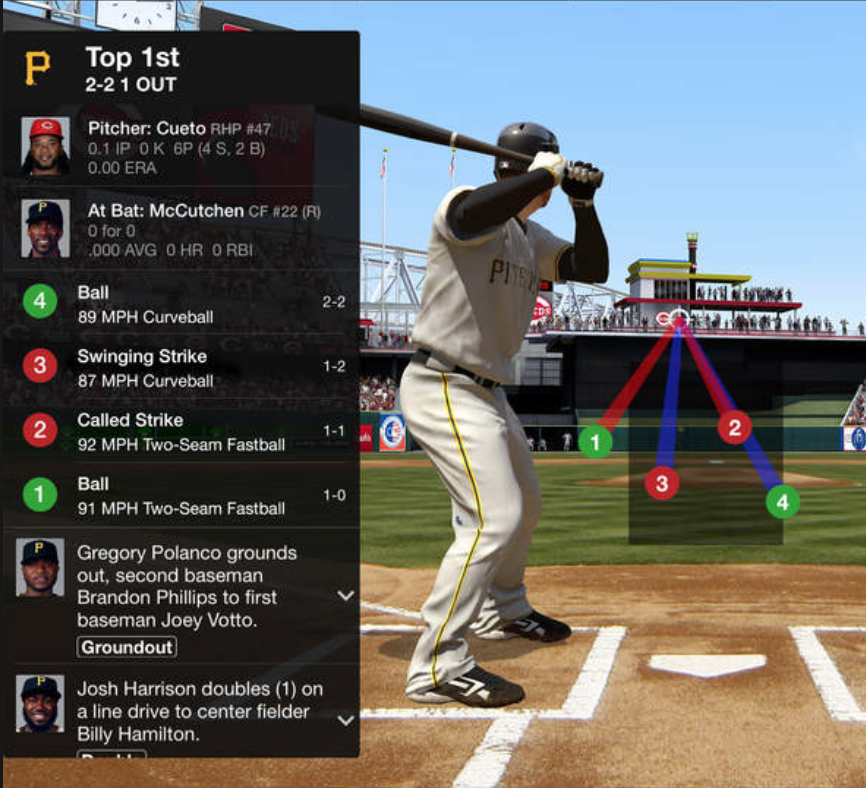 P
Top 1st
2-2 1 OUT
Pitcher: Cueto RHP #47
0.1 IP 0 K 6P (4 S, 2 B)
0.00 ERA
At Bat: McCutchen CF #22 (R)
0 for 0
.000 AVG 0 HR 0 RBI
4
Ball
89 MPH Curveball
2-2
3
Swinging Strike
87 MPH Curveball
1-2
2
Called Strike
92 MPH Two-Seam Fastball
1-1
1
Ball
91 MPH Two-Seam Fastball
1-0
Gregory Polanco grounds
out, second baseman
Brandon Phillips to first
baseman Joey Votto.
Groundout
Josh Harrison doubles (1) on
a line drive to center fielder
Billy Hamilton.
1
2
3
4